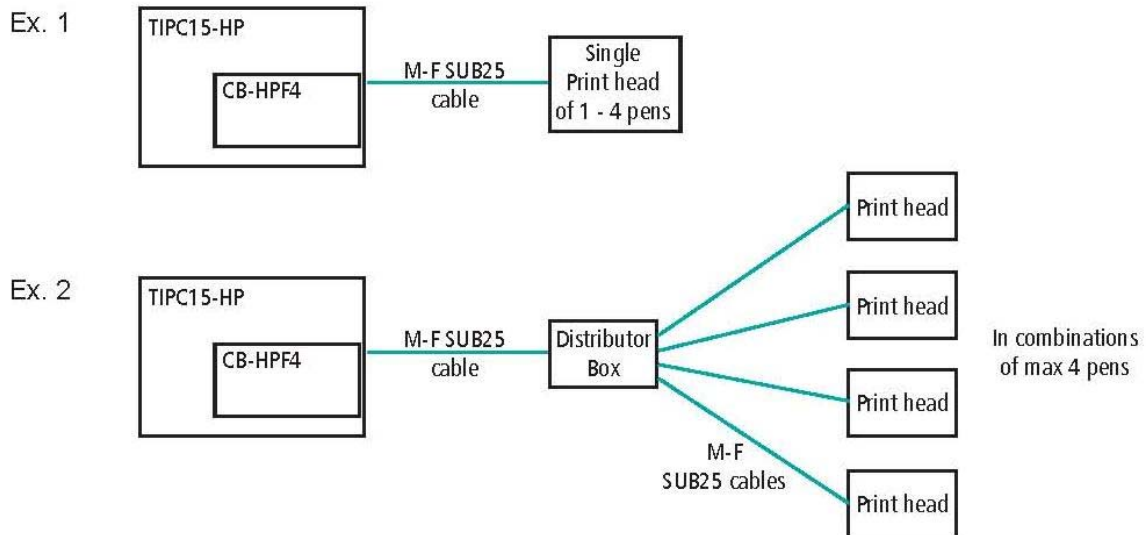 Ex. 1
TIPC15-HP
CB-HPF4
M-F SUB25
cable
Single
Print head
of 1 - 4 pens
Ex. 2
TIPC15-HP
CB-HPF4
M-F SUB25
cable
Distributor
Box
Print head
Print head
Print head
Print head
M-F
SUB25 cables
In combinations
of max 4 pens